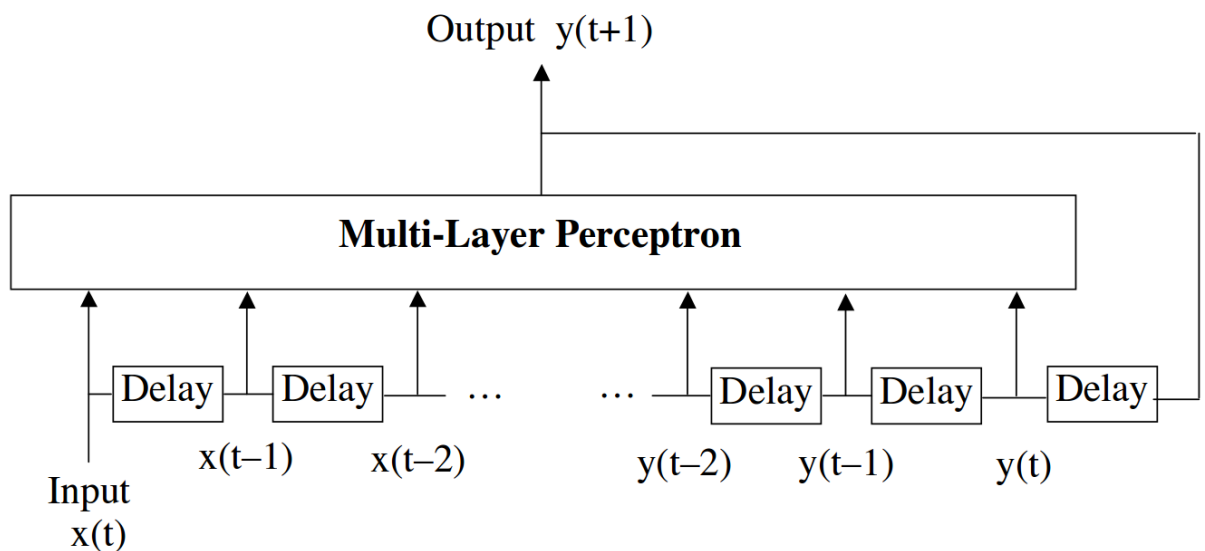 Output y(t+1)
Multi-Layer Perceptron
Delay
Delay
...
...
Delay
Delay
Delay
x(t–1)
x(t–2)
y(t–2)
y(t–1)
y(t)
Input
x(t)